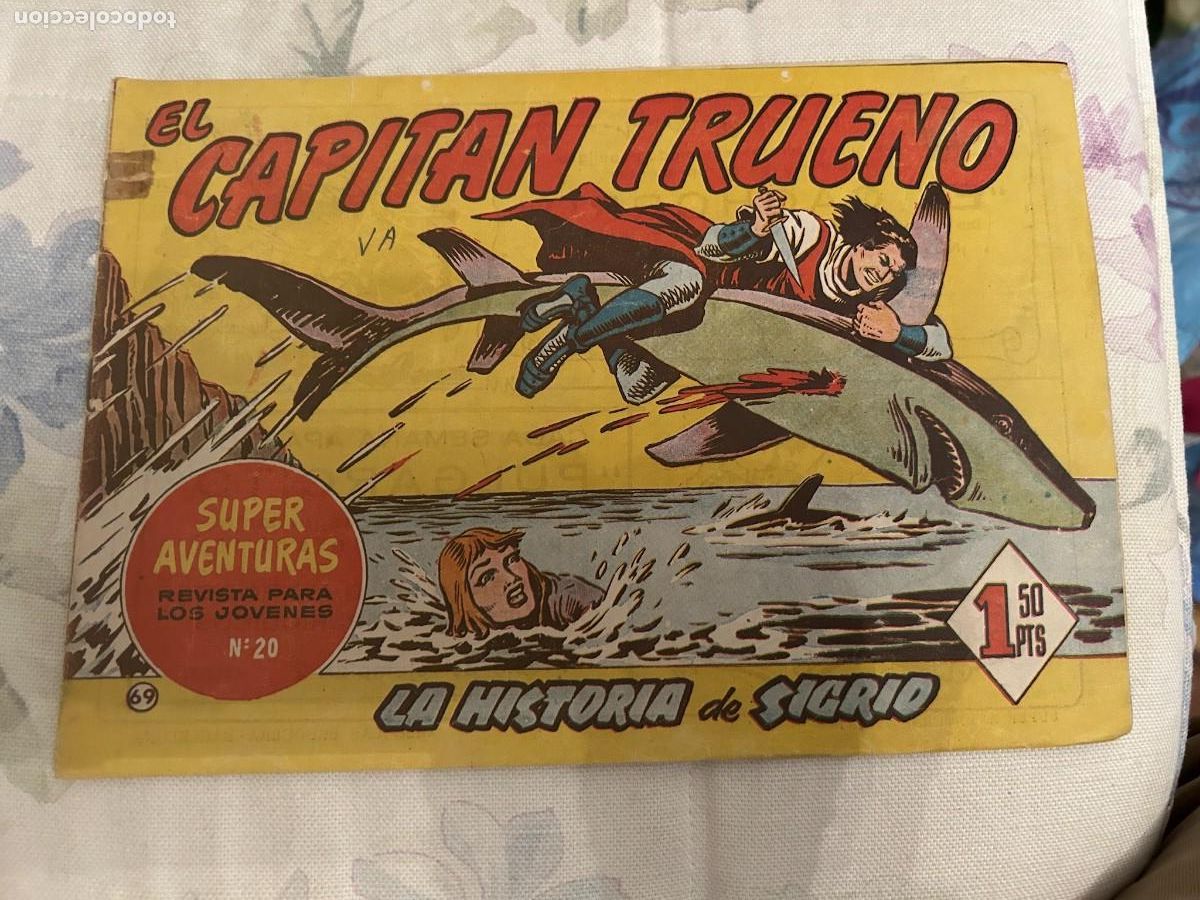 todocoleccion
EL
CAPITAN TRUENO
VA
SUPER
AVENTURAS
REVISTA PARA
LOS JOVENES
Nº 20
1 50
PTS
69
LA HISTORIA de SIGRID